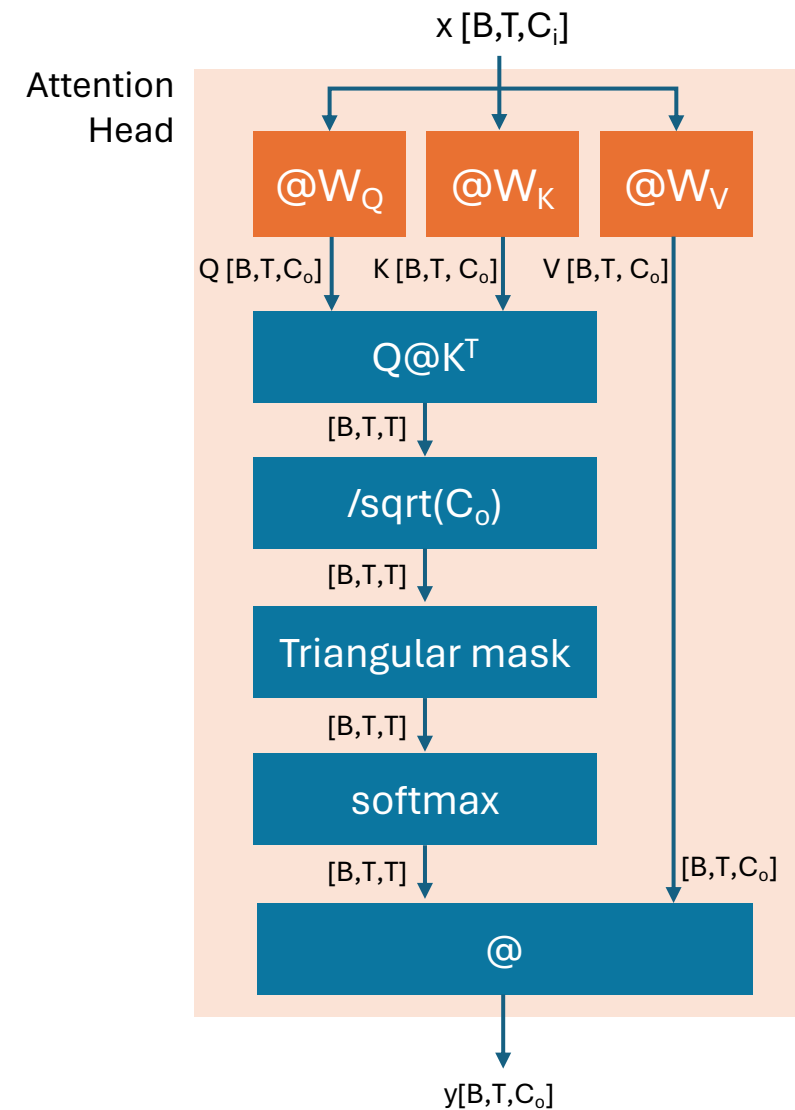 x [B,T,Cᵢ]
Attention
Head
@W_Q
@W_K
@W_V
Q [B,T,Cₒ]
K [B,T, Cₒ]
V [B,T, Cₒ]
Q@Kᵀ
[B,T,T]
/sqrt(Cₒ)
[B,T,T]
Triangular mask
[B,T,T]
softmax
[B,T,T]
[B,T,Cₒ]
@
y[B,T,Cₒ]